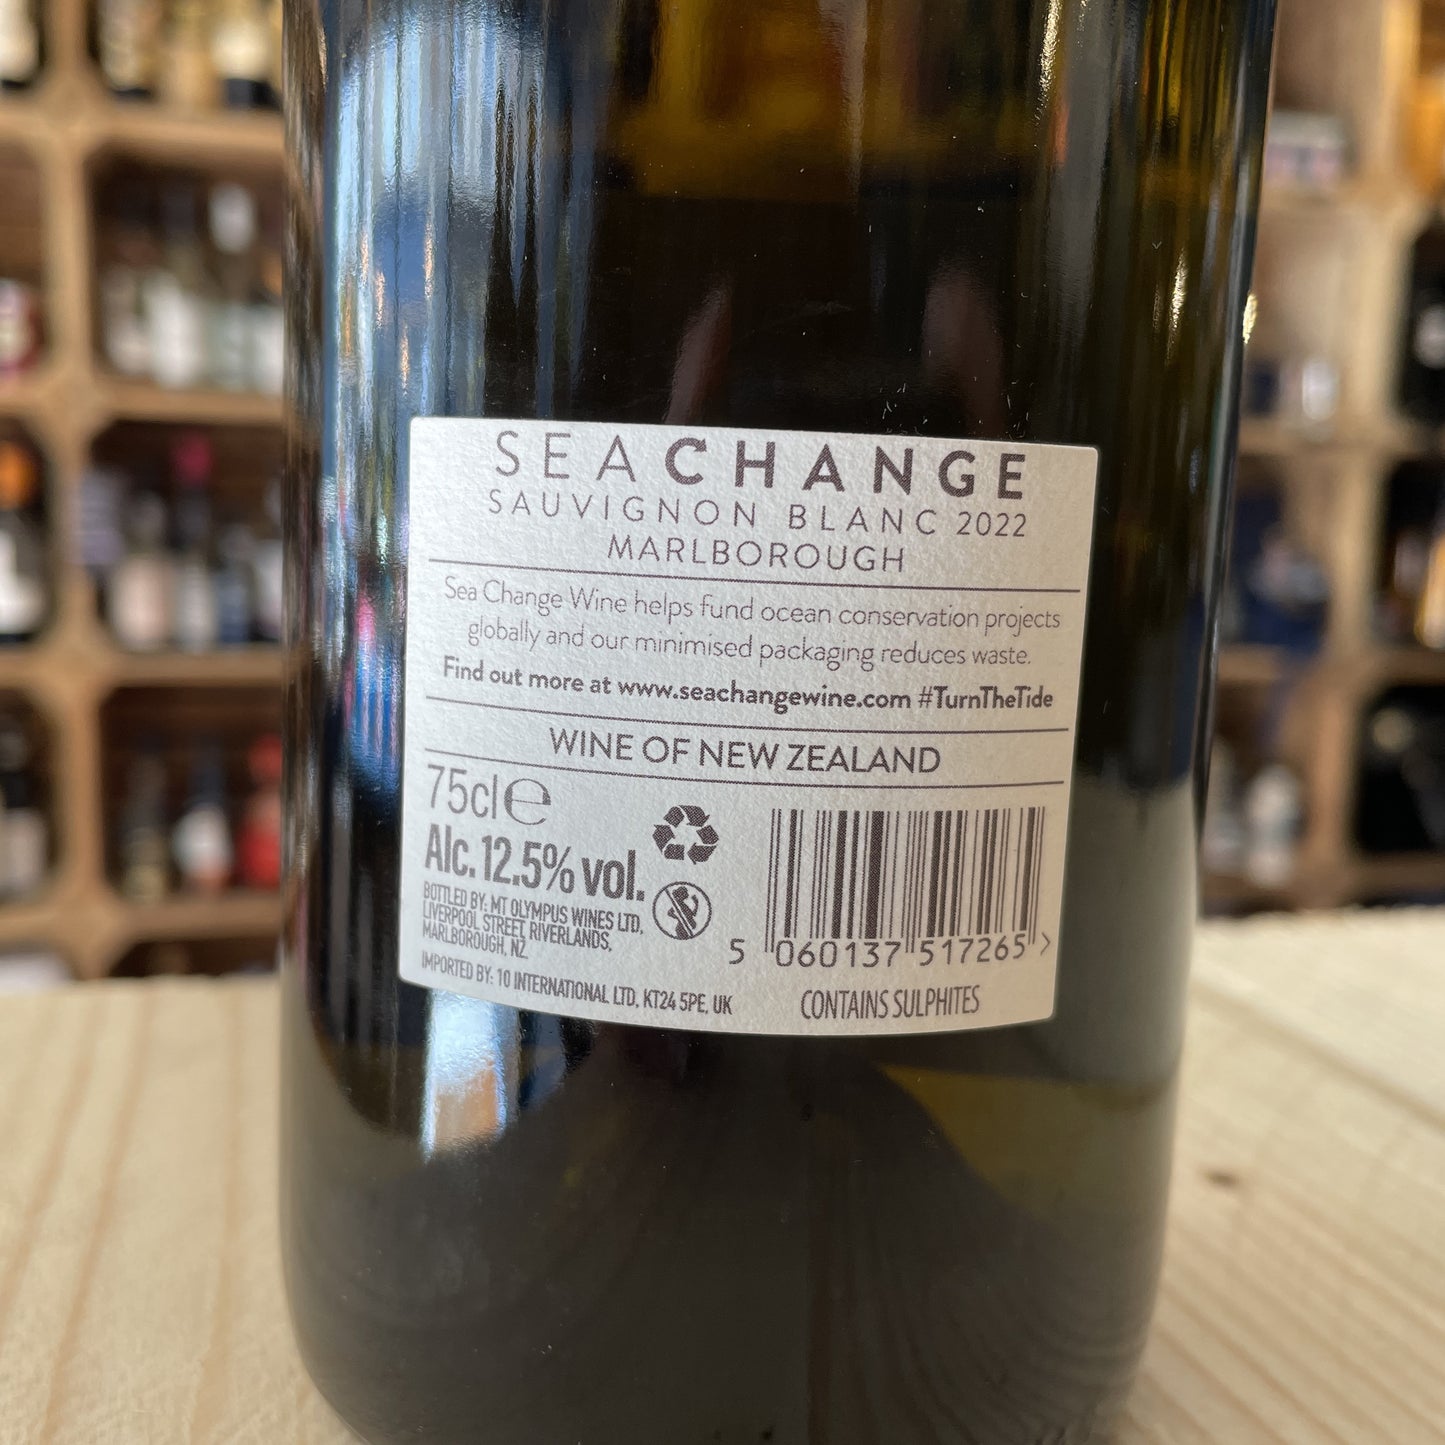 SEACHANGE
SAUVIGNON BLANC 2022
MARLBOROUGH
Sea Change Wine helps fund ocean conservation projects
globally and our minimised packaging reduces waste.
Find out more at www.seachangewine.com #TurnTheTide
WINE OF NEW ZEALAND
75cl e
Alc. 12.5% vol.
BOTTLED BY: MT OLYMPUS WINES LTD,
LIVERPOOL STREET, RIVERLANDS,
MARLBOROUGH, NZ.
IMPORTED BY: 10 INTERNATIONAL LTD, KT24 5PE, UK
5 060137 517265 >
CONTAINS SULPHITES